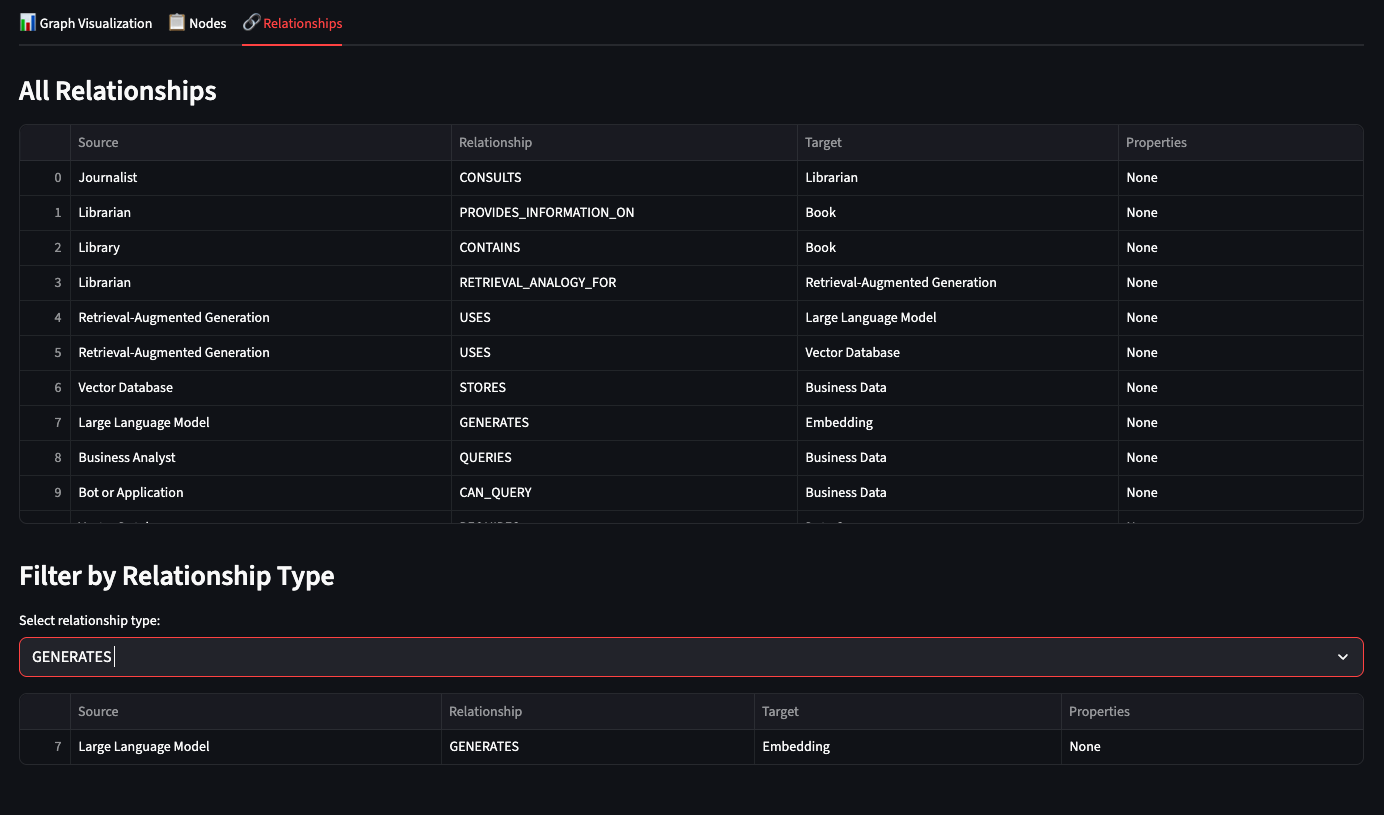 Graph Visualization Nodes Relationships
All Relationships
Source Relationship Target Properties
0 Journalist CONSULTS Librarian None
1 Librarian PROVIDES_INFORMATION_ON Book None
2 Library CONTAINS Book None
3 Librarian RETRIEVAL_ANALOGY_FOR Retrieval-Augmented Generation None
4 Retrieval-Augmented Generation USES Large Language Model None
5 Retrieval-Augmented Generation USES Vector Database None
6 Vector Database STORES Business Data None
7 Large Language Model GENERATES Embedding None
8 Business Analyst QUERIES Business Data None
9 Bot or Application CAN_QUERY Business Data None
Filter by Relationship Type
Select relationship type:
GENERATES
Source Relationship Target Properties
7 Large Language Model GENERATES Embedding None